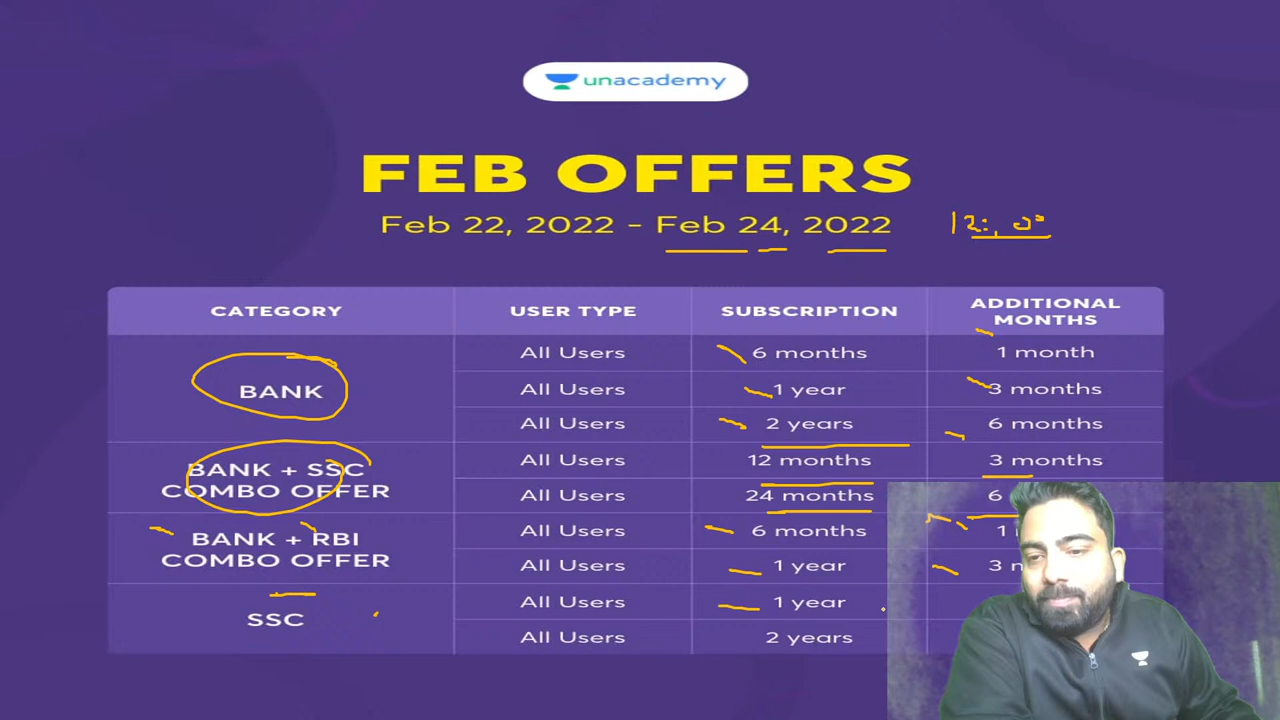 unacademy
FEB OFFERS
Feb 22, 2022 - Feb 24, 2022
CATEGORY USER TYPE SUBSCRIPTION ADDITIONAL MONTHS
BANK All Users 6 months 1 month
All Users 1 year 3 months
All Users 2 years 6 months
BANK + SSC COMBO OFFER All Users 12 months 3 months
All Users 24 months 6
BANK + RBI COMBO OFFER All Users 6 months 1
All Users 1 year 3
SSC All Users 1 year
All Users 2 years